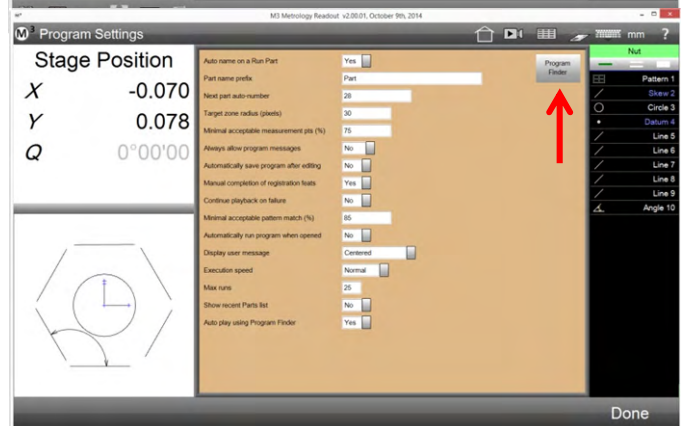 M3 Metrology Readout v2.00.01, October 9th, 2014
M³ Program Settings
mm ?
Stage Position
X -0.070
Y 0.078
Q 0°00'00
Auto name on a Run Part Yes
Part name prefix Part
Next part auto-number 28
Target zone radius (pixels) 30
Minimal acceptable measurement pts (%) 75
Always allow program messages No
Automatically save program after editing No
Manual completion of registration feats Yes
Continue playback on failure No
Minimal acceptable pattern match (%) 85
Automatically run program when opened No
Display user message Centered
Execution speed Normal
Max runs 25
Show recent Parts list No
Auto play using Program Finder Yes
Program
Finder
Nut
Pattern 1
Skew 2
Circle 3
Datum 4
Line 5
Line 6
Line 7
Line 8
Line 9
Angle 10
Done